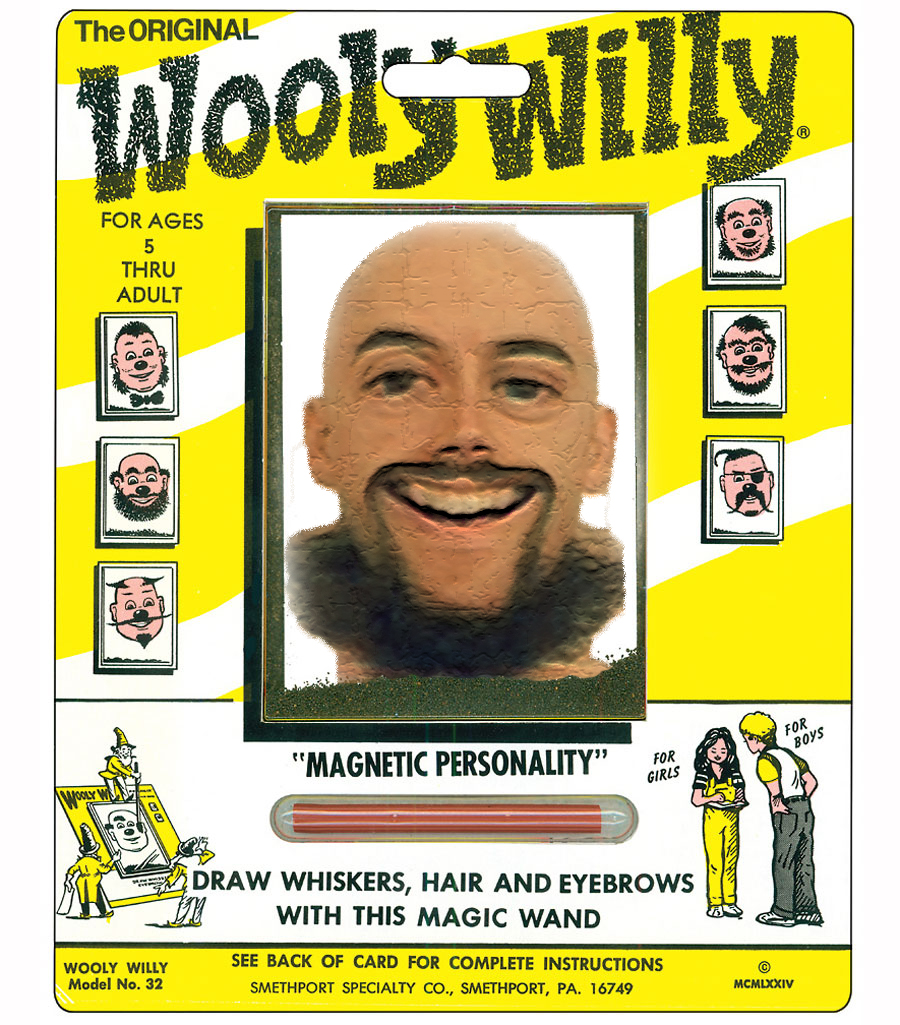 The ORIGINAL
Wooly Willy®
FOR AGES
5
THRU
ADULT
"MAGNETIC PERSONALITY"
FOR
GIRLS
FOR
BOYS
WOOLY W
DRAW WHISKERS, HAIR AND EYEBROWS
WITH THIS MAGIC WAND
WOOLY WILLY
Model No. 32
SEE BACK OF CARD FOR COMPLETE INSTRUCTIONS
SMETHPORT SPECIALTY CO., SMETHPORT, PA. 16749
©
MCMLXXIV